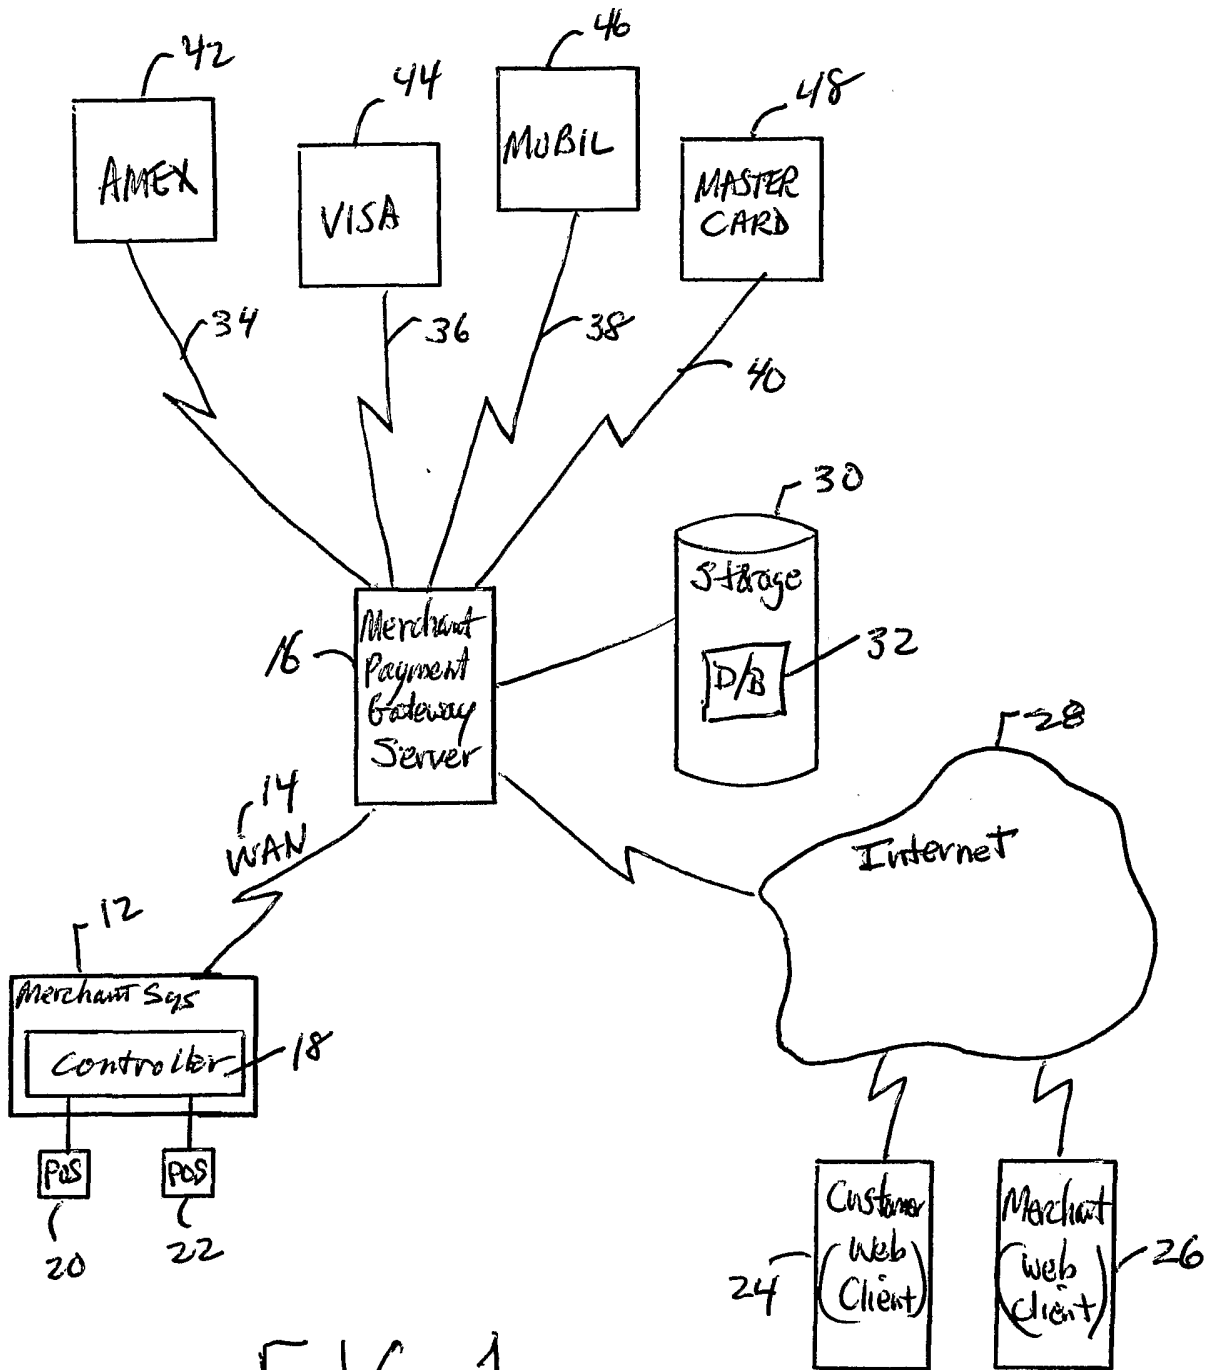 42
46
44
48
AMEX
MOBIL
VISA
MASTER
CARD
34
36
38
40
30
Storage
32
D/B
16
Merchant
Payment
Gateway
Server
28
14
WAN
Internet
12
Merchant Sys
Controller
18
POS
POS
20
22
Customer
(Web
Client)
24
Merchant
(Web
Client)
26
FIG. 1